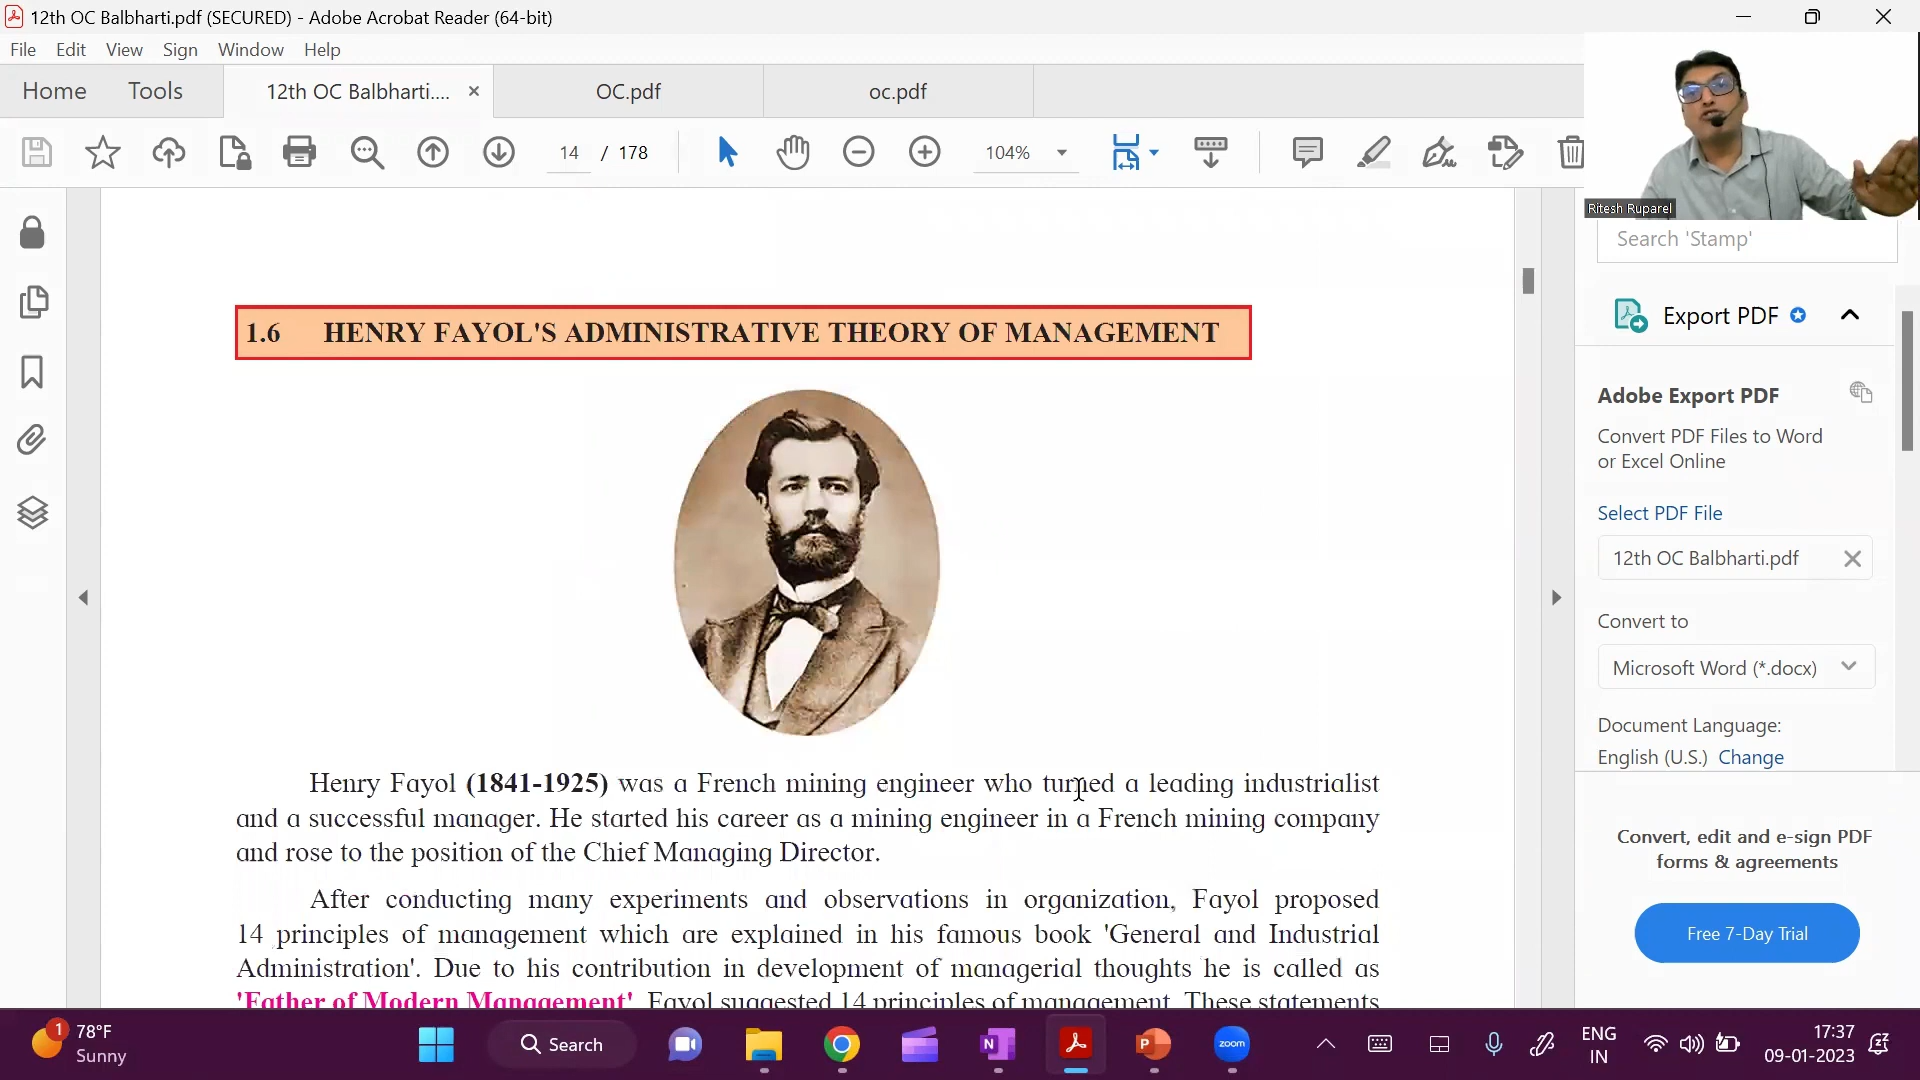 12th OC Balbharti.pdf (SECURED) - Adobe Acrobat Reader (64-bit)
File Edit View Sign Window Help
Home Tools 12th OC Balbharti.... OC.pdf oc.pdf
14 / 178 104%
Ritesh Ruparel
Search 'Stamp'
1.6 HENRY FAYOL'S ADMINISTRATIVE THEORY OF MANAGEMENT
Henry Fayol (1841-1925) was a French mining engineer who turned a leading industrialist
and a successful manager. He started his career as a mining engineer in a French mining company
and rose to the position of the Chief Managing Director.
After conducting many experiments and observations in organization, Fayol proposed
14 principles of management which are explained in his famous book 'General and Industrial
Administration'. Due to his contribution in development of managerial thoughts he is called as
'Father of Modern Management'. Fayol suggested 14 principles of management. These statements
Export PDF
Adobe Export PDF
Convert PDF Files to Word
or Excel Online
Select PDF File
12th OC Balbharti.pdf
Convert to
Microsoft Word (*.docx)
Document Language:
English (U.S.) Change
Convert, edit and e-sign PDF
forms & agreements
Free 7-Day Trial
1
78°F
Sunny
Search
N
P
zoom
ENG
IN
17:37
09-01-2023